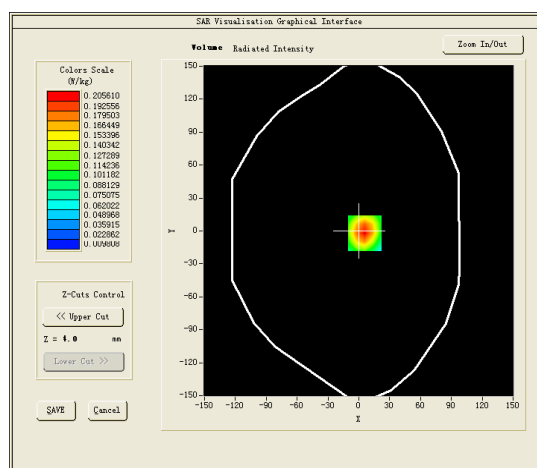 SAR Visualisation Graphical Interface
Volume Radiated Intensity
Zoom In/Out
Colors Scale
(W/kg)
0.205610
0.192556
0.179503
0.166449
0.153396
0.140342
0.127289
0.114236
0.101182
0.088129
0.075075
0.062022
0.048968
0.035915
0.022862
0.009808
Z-Cuts Control
<< Upper Cut
Z = 4.0 mm
Lower Cut >>
SAVE Cancel
150
120
90
60
30
0
-30
-60
-90
-120
-150
Y
-150 -120 -90 -60 -30 0 30 60 90 120 150
X